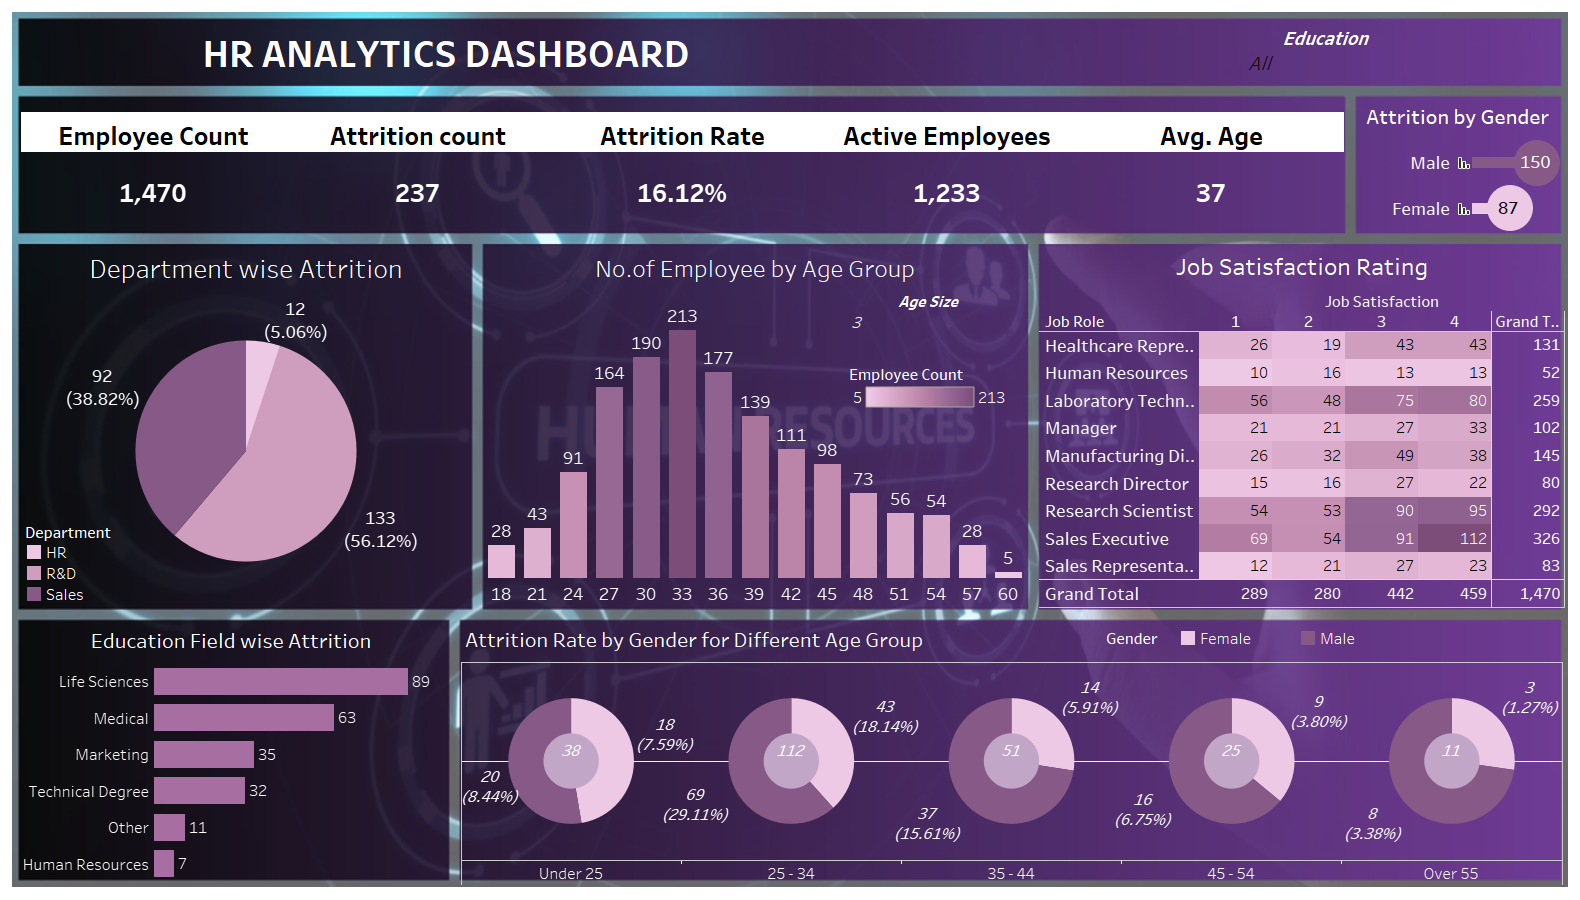 HR ANALYTICS DASHBOARD
Education
All
Employee Count Attrition count Attrition Rate Active Employees Avg. Age
1,470 237 16.12% 1,233 37
Attrition by Gender
Male 150
Female 87
Department wise Attrition
12
(5.06%)
92
(38.82%)
133
(56.12%)
Department
HR
R&D
Sales
No.of Employee by Age Group
Age Size
3
Employee Count
5 213
28 43 91 164 190 213 177 139 111 98 73 56 54 28 5
18 21 24 27 30 33 36 39 42 45 48 51 54 57 60
HUMAN RESOURCES
Job Satisfaction Rating
Job Satisfaction
Job Role 1 2 3 4 Grand T..
Healthcare Repre.. 26 19 43 43 131
Human Resources 10 16 13 13 52
Laboratory Techn.. 56 48 75 80 259
Manager 21 21 27 33 102
Manufacturing Di.. 26 32 49 38 145
Research Director 15 16 27 22 80
Research Scientist 54 53 90 95 292
Sales Executive 69 54 91 112 326
Sales Representa.. 12 21 27 23 83
Grand Total 289 280 442 459 1,470
Education Field wise Attrition
Life Sciences 89
Medical 63
Marketing 35
Technical Degree 32
Other 11
Human Resources 7
Attrition Rate by Gender for Different Age Group
Gender Female Male
38
18
(7.59%)
20
(8.44%)
112
43
(18.14%)
69
(29.11%)
51
14
(5.91%)
37
(15.61%)
25
9
(3.80%)
16
(6.75%)
11
3
(1.27%)
8
(3.38%)
Under 25 25 - 34 35 - 44 45 - 54 Over 55